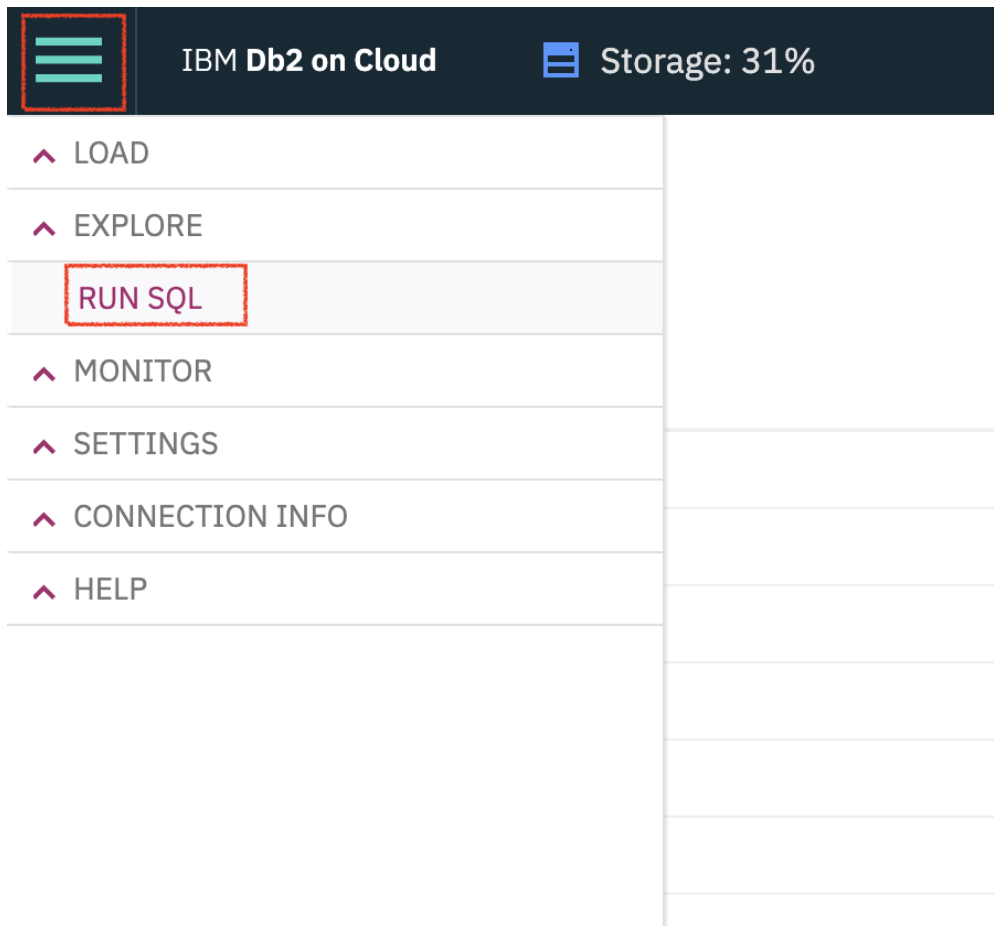 IBM Db2 on Cloud Storage: 31%
LOAD
EXPLORE
RUN SQL
MONITOR
SETTINGS
CONNECTION INFO
HELP